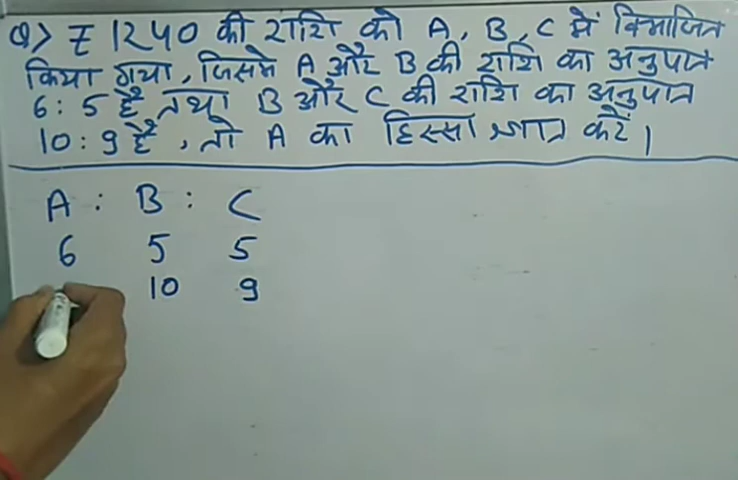 Q> ₹ 1240 की राशि को A, B, C में विभाजित
किया गया, जिसमे A और B की राशि का अनुपात
6 : 5 है तथा B और C की राशि का अनुपात
10 : 9 है, तो A का हिस्सा ज्ञात करें।
A : B : C
6 5 5
10 9